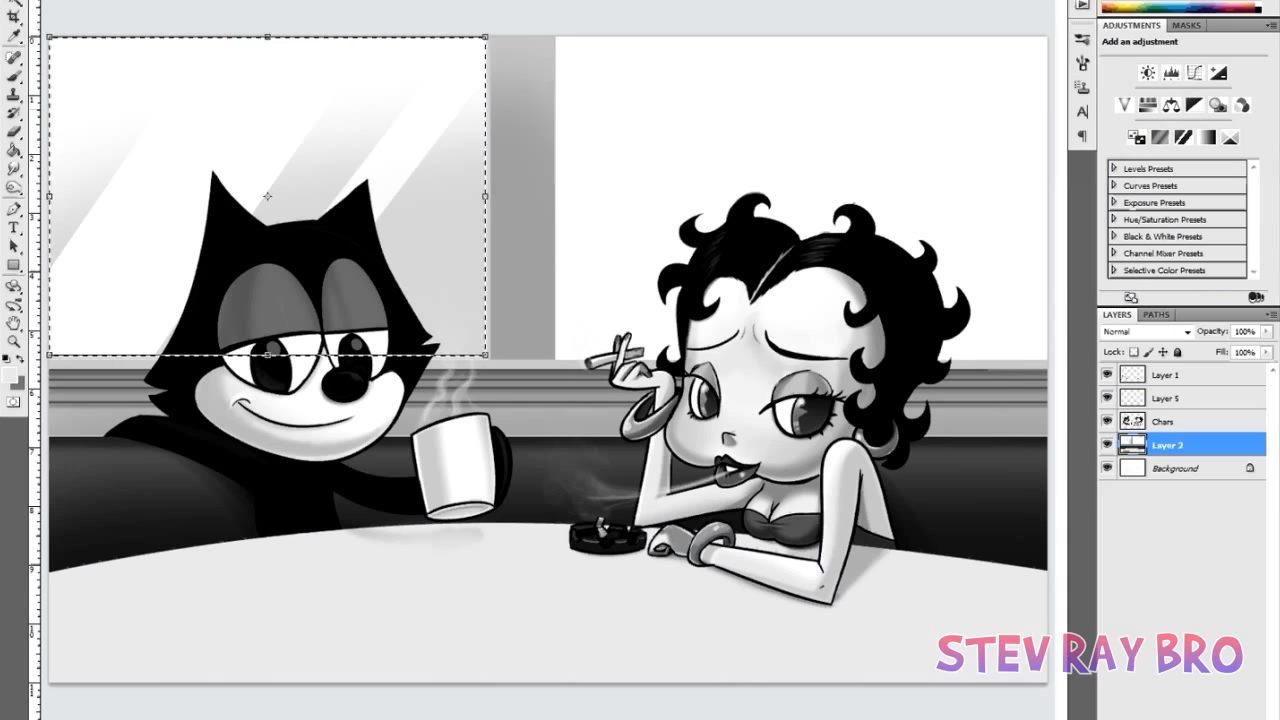 ADJUSTMENTS MASKS
Add an adjustment
Levels Presets
Curves Presets
Exposure Presets
Hue/Saturation Presets
Black & White Presets
Channel Mixer Presets
Selective Color Presets
LAYERS PATHS
Normal Opacity: 100%
Lock: Fill: 100%
Layer 1
Layer 5
Chars
Layer 2
Background
STEV RAY BRO